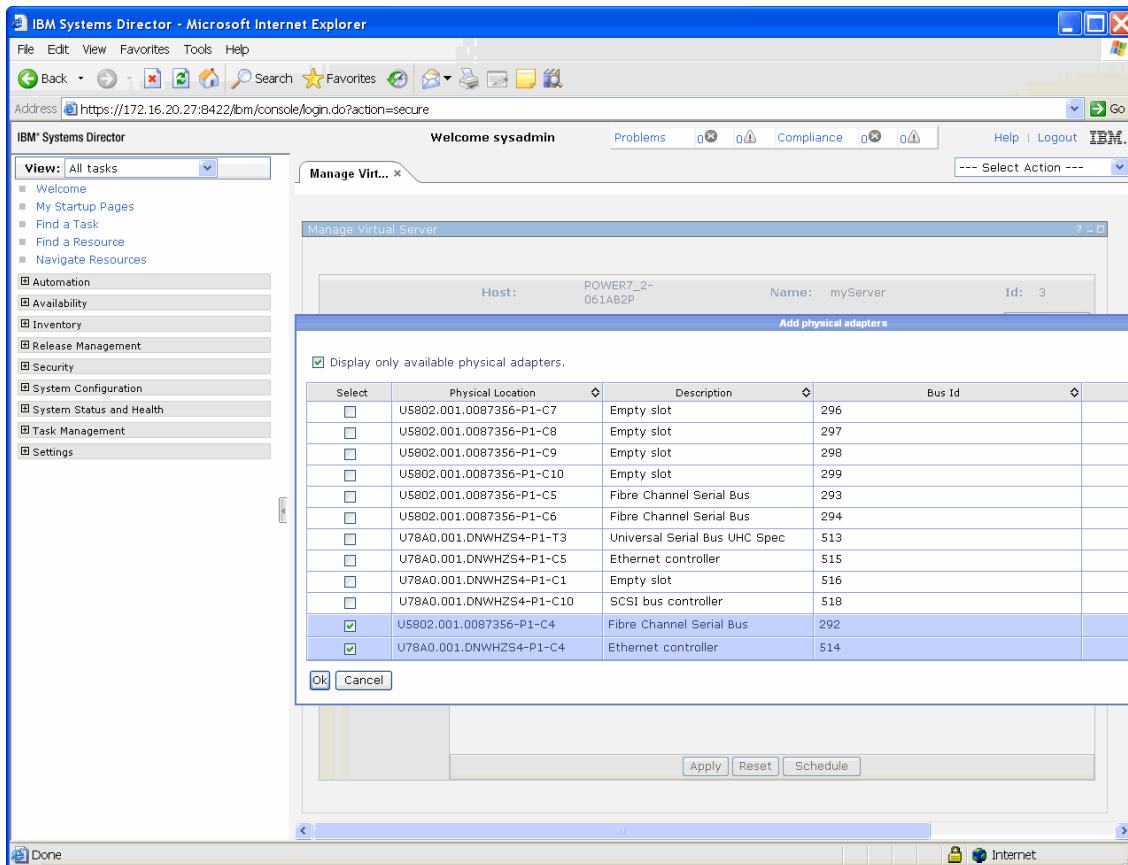 IBM Systems Director - Microsoft Internet Explorer
File Edit View Favorites Tools Help
Back Search Favorites
Address https://172.16.20.27:8422/ibm/console/login.do?action=secure Go
IBM® Systems Director Welcome sysadmin Problems 0 0 Compliance 0 0 Help | Logout IBM.
View: All tasks
Manage Virt... × --- Select Action ---
Welcome
My Startup Pages
Find a Task
Find a Resource
Navigate Resources
Automation
Availability
Inventory
Release Management
Security
System Configuration
System Status and Health
Task Management
Settings
Manage Virtual Server ?
Host: POWER7_2-
061AB2P
Name: myServer Id: 3
Add physical adapters
Display only available physical adapters.
Select Physical Location Description Bus Id
U5802.001.0087356-P1-C7 Empty slot 296
U5802.001.0087356-P1-C8 Empty slot 297
U5802.001.0087356-P1-C9 Empty slot 298
U5802.001.0087356-P1-C10 Empty slot 299
U5802.001.0087356-P1-C5 Fibre Channel Serial Bus 293
U5802.001.0087356-P1-C6 Fibre Channel Serial Bus 294
U78A0.001.DNWHZS4-P1-T3 Universal Serial Bus UHC Spec 513
U78A0.001.DNWHZS4-P1-C5 Ethernet controller 515
U78A0.001.DNWHZS4-P1-C1 Empty slot 516
U78A0.001.DNWHZS4-P1-C10 SCSI bus controller 518
U5802.001.0087356-P1-C4 Fibre Channel Serial Bus 292
U78A0.001.DNWHZS4-P1-C4 Ethernet controller 514
Ok Cancel
Apply Reset Schedule
Done Internet